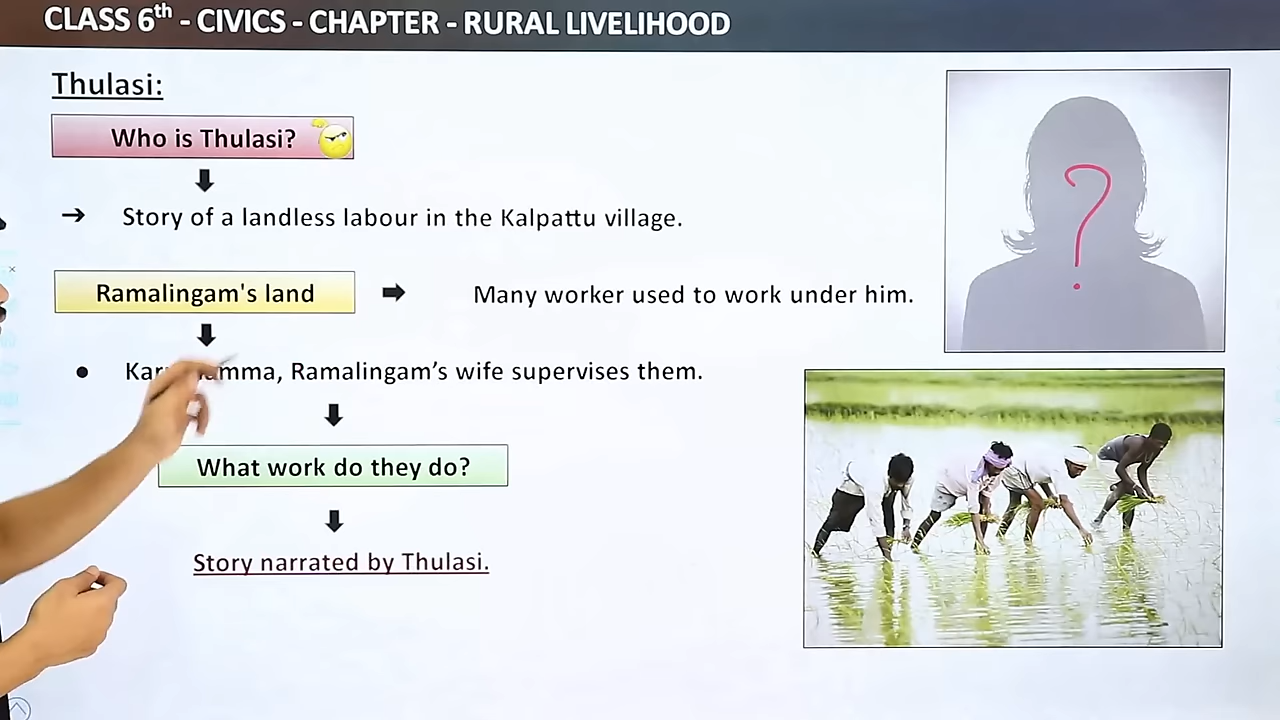 CLASS 6th - CIVICS - CHAPTER - RURAL LIVELIHOOD
Thulasi:
Who is Thulasi?
→ Story of a landless labour in the Kalpattu village.
Ramalingam's land
Many worker used to work under him.
● Kar amma, Ramalingam's wife supervises them.
What work do they do?
Story narrated by Thulasi.